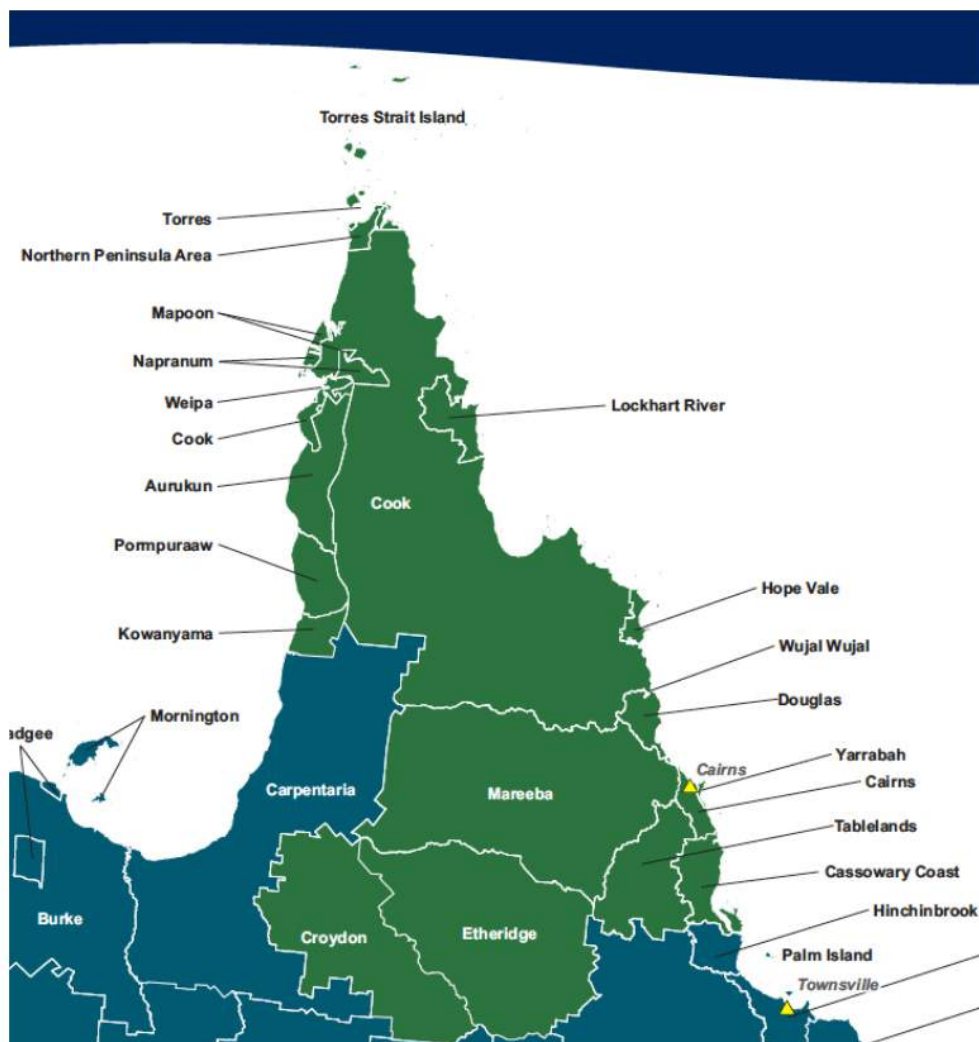 Torres Strait Island
Torres
Northern Peninsula Area
Mapoon
Napranum
Weipa
Cook
Lockhart River
Aurukun
Cook
Pormpuraaw
Hope Vale
Kowanyama
Wujal Wujal
Douglas
Mornington
adgee
Yarrabah
Cairns
Cairns
Carpentaria
Mareeba
Tablelands
Cassowary Coast
Hinchinbrook
Burke
Croydon
Etheridge
Palm Island
Townsville